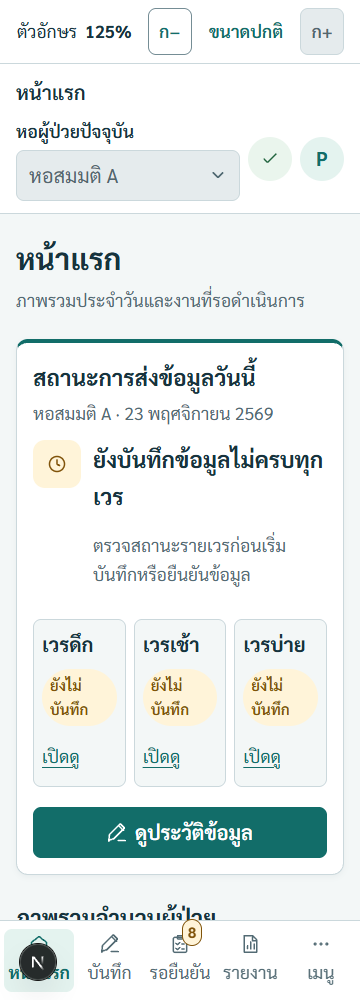 ตัวอักษร 125% ก− ขนาดปกติ ก+
หน้าแรก
หอผู้ป่วยปัจจุบัน
หอสมมติ A
P
หน้าแรก
ภาพรวมประจำวันและงานที่รอดำเนินการ
สถานะการส่งข้อมูลวันนี้
หอสมมติ A · 23 พฤศจิกายน 2569
ยังบันทึกข้อมูลไม่ครบทุก
เวร
ตรวจสถานะรายเวรก่อนเริ่ม
บันทึกหรือยืนยันข้อมูล
เวรดึก เวรเช้า เวรบ่าย
ยังไม่ ยังไม่ ยังไม่
บันทึก บันทึก บันทึก
เปิดดู เปิดดู เปิดดู
ดูประวัติข้อมูล
8
N
บันทึก รอยืนยัน รายงาน เมนู